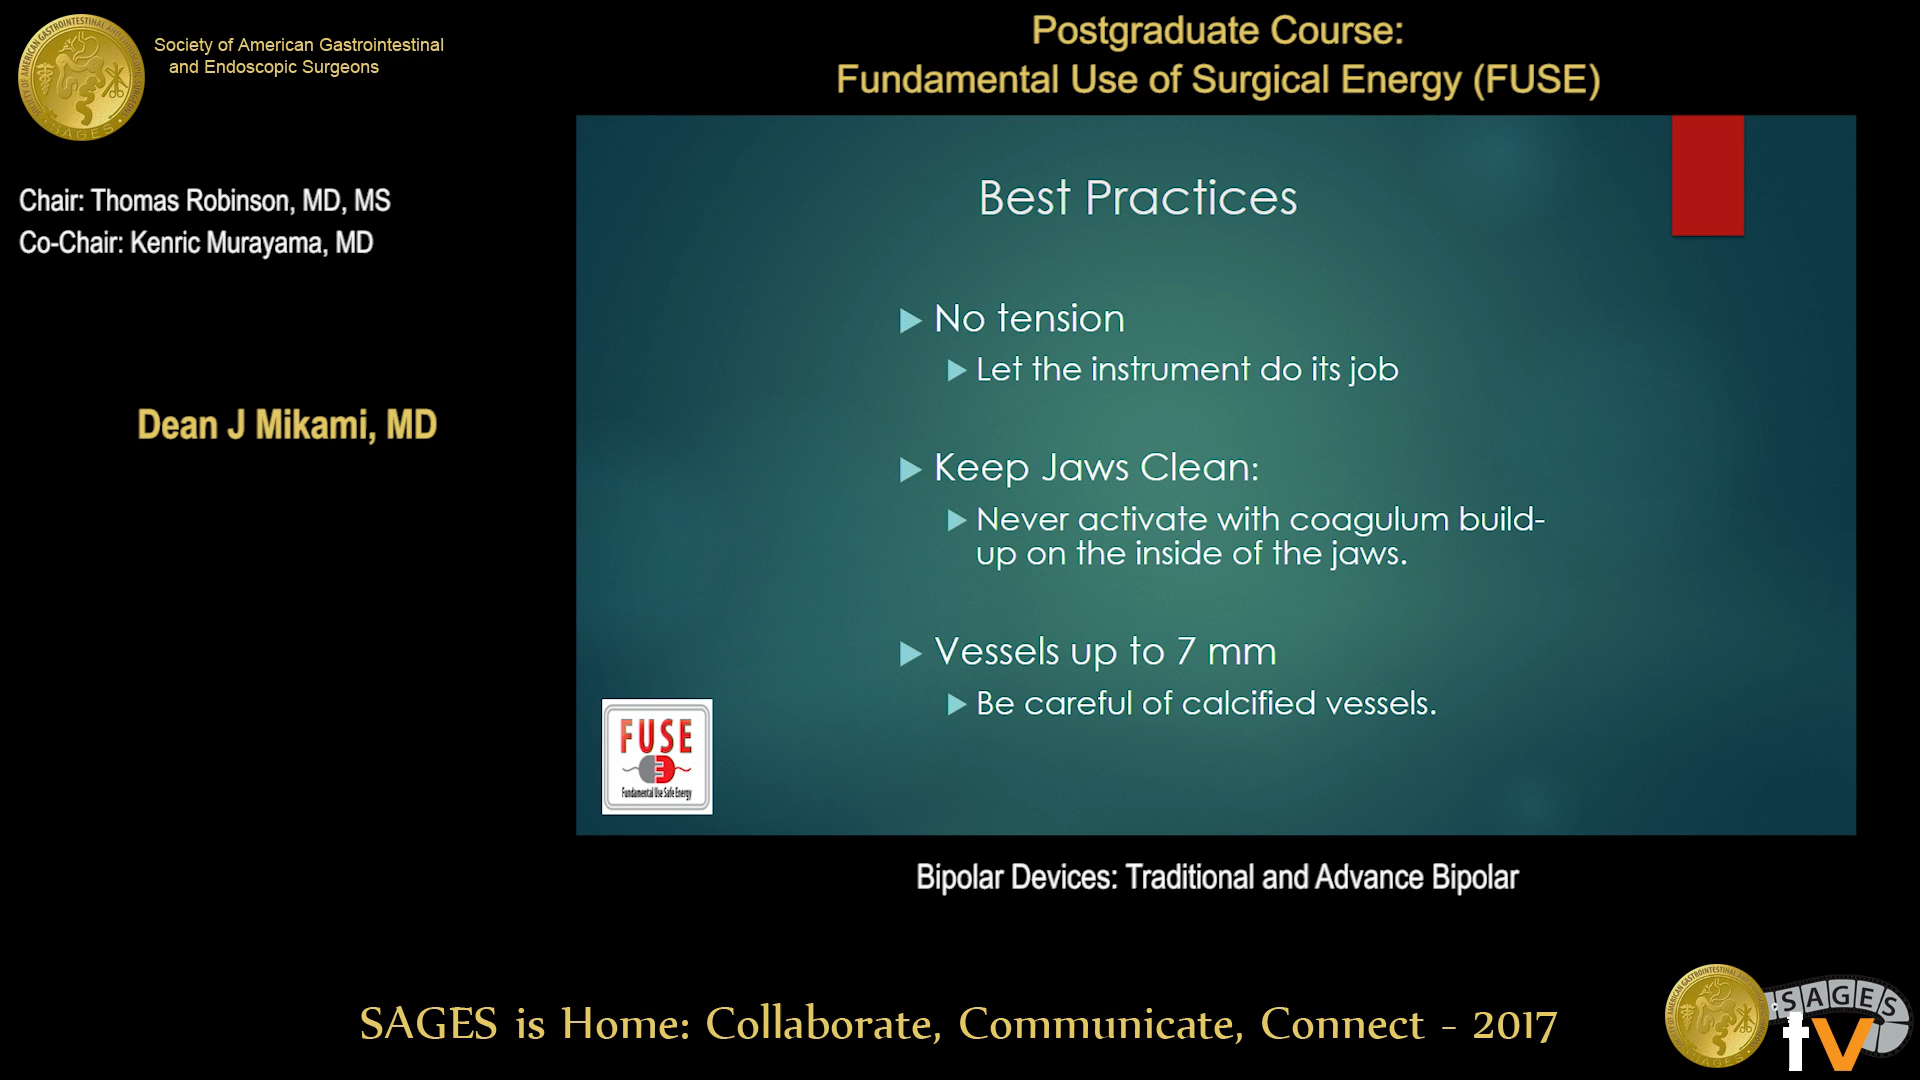 Society of American Gastrointestinal
and Endoscopic Surgeons
Postgraduate Course:
Fundamental Use of Surgical Energy (FUSE)
Chair: Thomas Robinson, MD, MS
Co-Chair: Kenric Murayama, MD
Dean J Mikami, MD
Best Practices
No tension
Let the instrument do its job
Keep Jaws Clean:
Never activate with coagulum build-
up on the inside of the jaws.
Vessels up to 7 mm
Be careful of calcified vessels.
FUSE
Fundamental Use Safe Energy
Bipolar Devices: Traditional and Advance Bipolar
SAGES is Home: Collaborate, Communicate, Connect - 2017
SAGES
tv